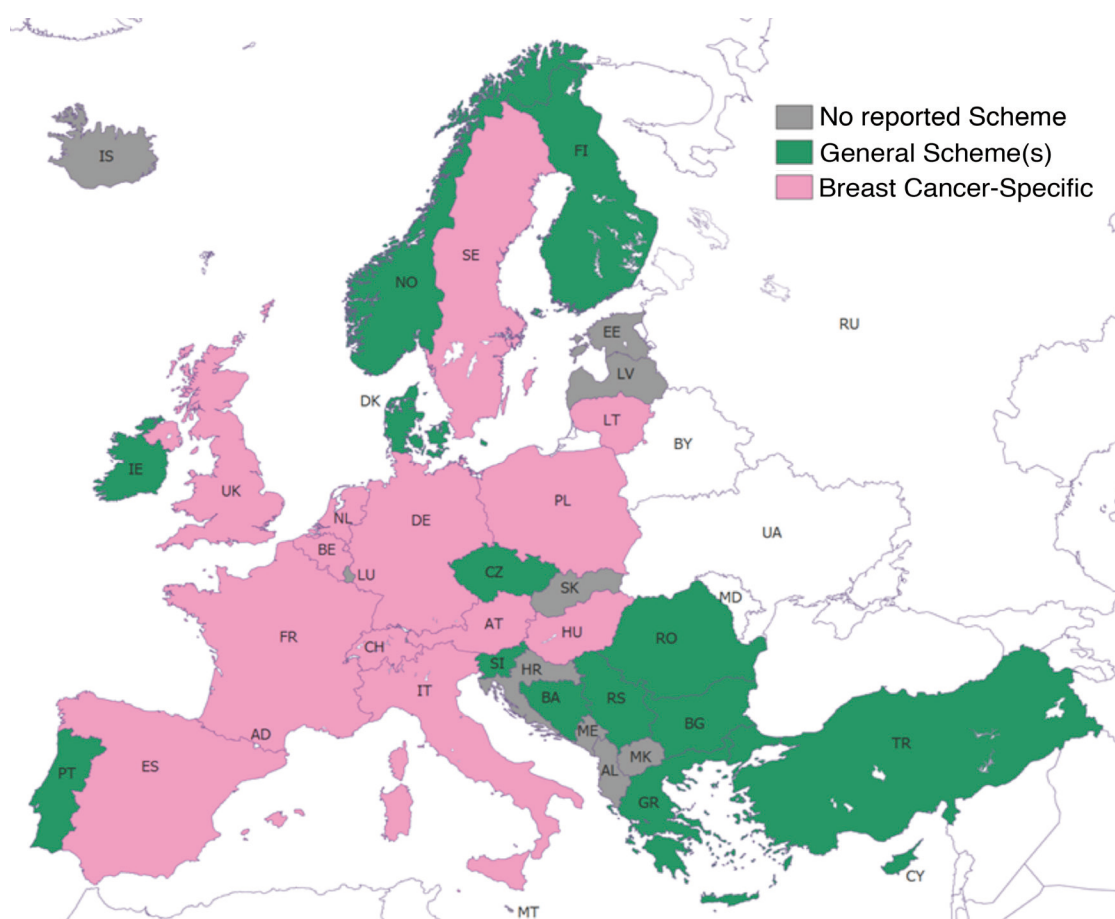 No reported Scheme
General Scheme(s)
Breast Cancer-Specific
IS
FI
SE
NO
RU
EE
LV
DK
LT
BY
IE
UK
PL
NL
DE
UA
BE
CZ
LU
SK
MD
AT
HU
FR
RO
CH
SI
HR
IT
BA
RS
BG
ME
AD
TR
MK
ES
PT
AL
GR
CY
MT